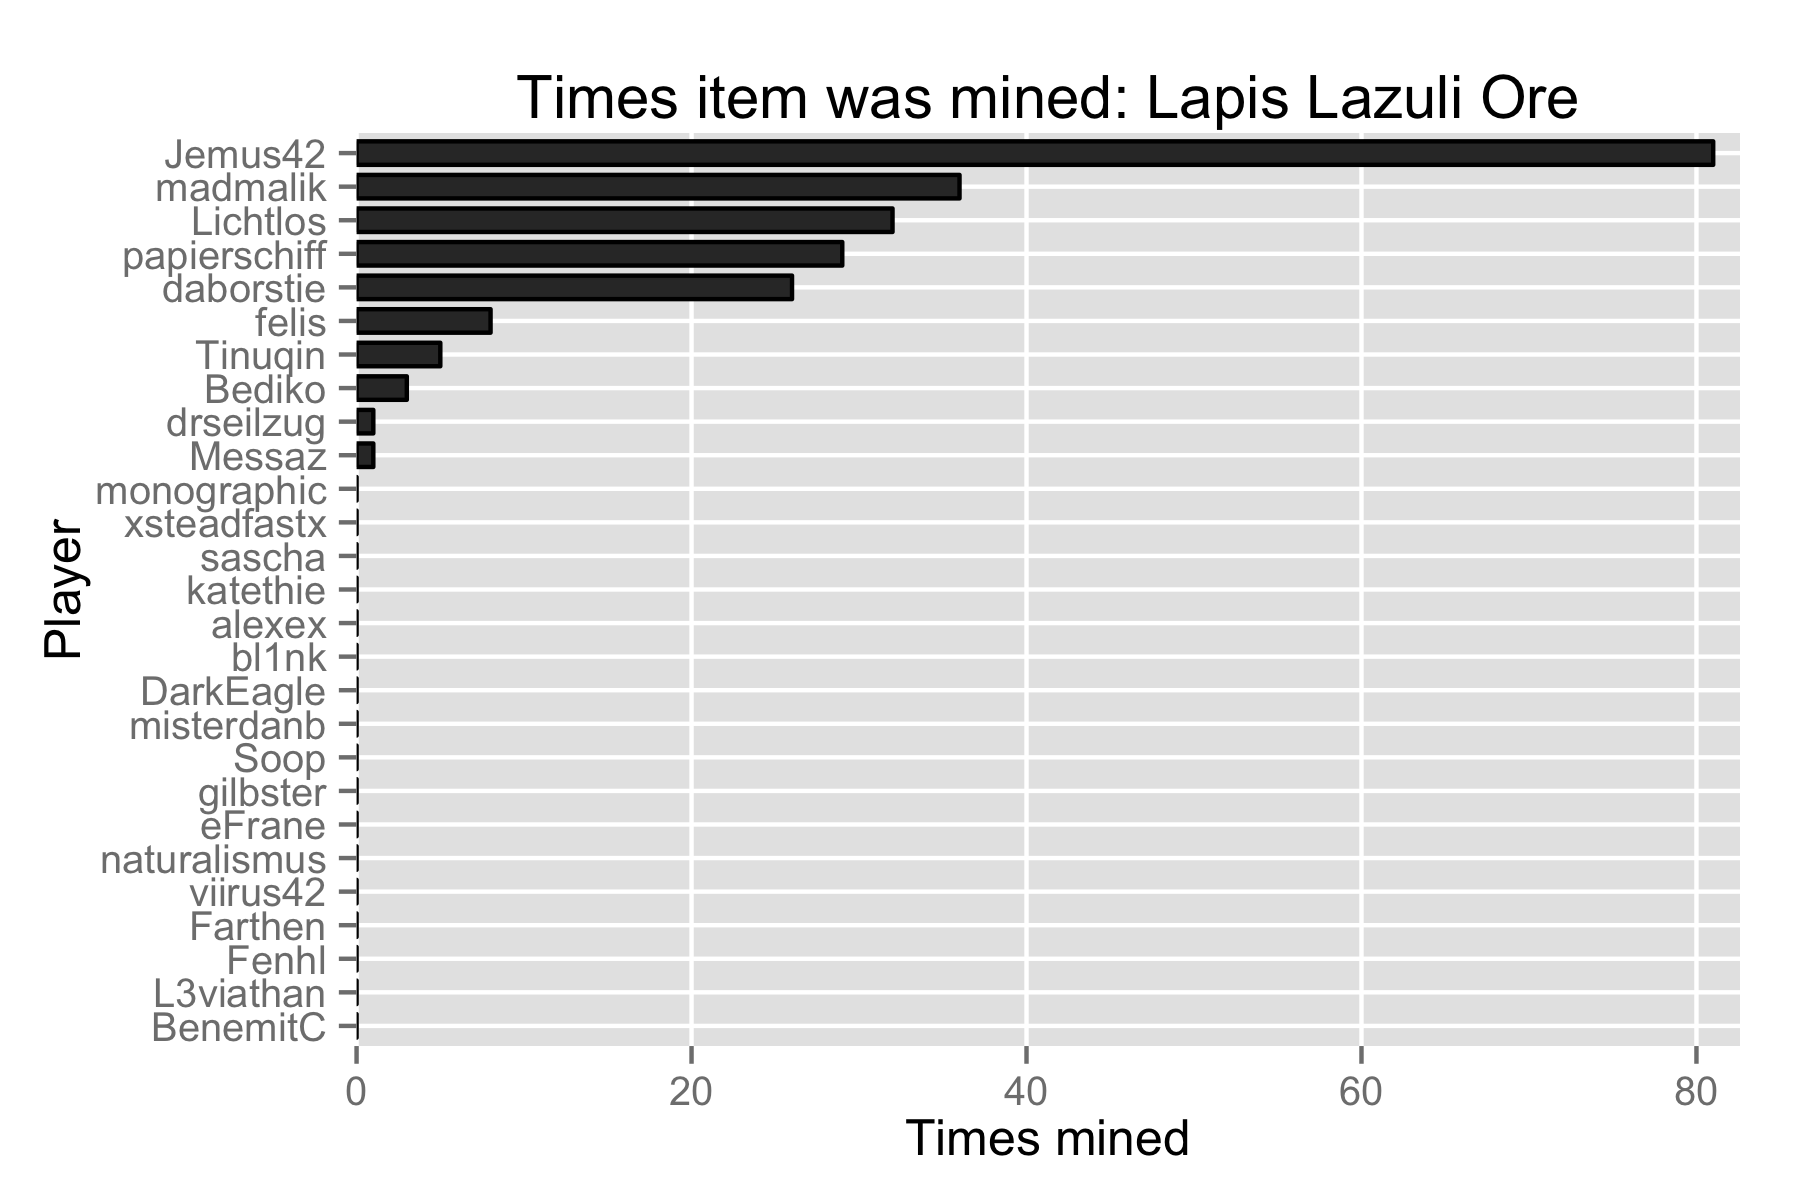 Times item was mined: Lapis Lazuli Ore
Jemus42
madmalik
Lichtlos
papierschiff
daborstie
felis
Tinuqin
Bediko
drseilzug
Messaz
monographic
xsteadfastx
sascha
katethie
alexex
bl1nk
DarkEagle
misterdanb
Soop
gilbster
eFrane
naturalismus
viirus42
Farthen
Fenhl
L3viathan
BenemitC
Player
0 20 40 60 80
Times mined